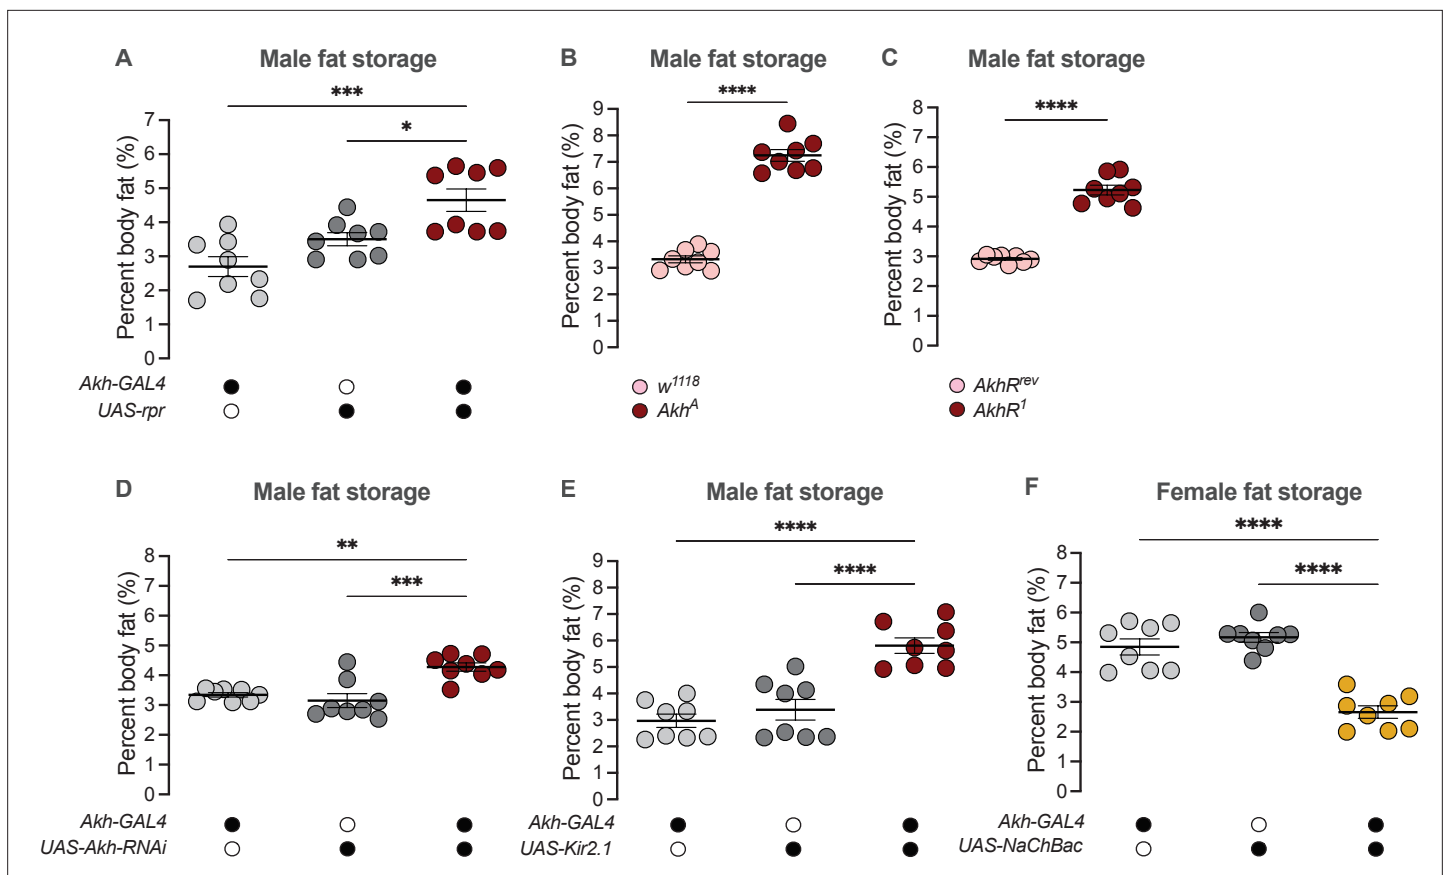 A Male fat storage
***
*
Percent body fat (%)
7
6
5
4
3
2
1
0
Akh-GAL4
UAS-rpr
B Male fat storage
****
Percent body fat (%)
9
8
7
6
5
4
3
2
1
0
w1118
AkhA
C Male fat storage
****
Percent body fat (%)
8
7
6
5
4
3
2
1
0
AkhRrev
AkhR1
D Male fat storage
**
***
Percent body fat (%)
8
7
6
5
4
3
2
1
0
Akh-GAL4
UAS-Akh-RNAi
E Male fat storage
****
****
Percent body fat (%)
9
8
7
6
5
4
3
2
1
0
Akh-GAL4
UAS-Kir2.1
F Female fat storage
****
****
Percent body fat (%)
8
7
6
5
4
3
2
1
0
Akh-GAL4
UAS-NaChBac